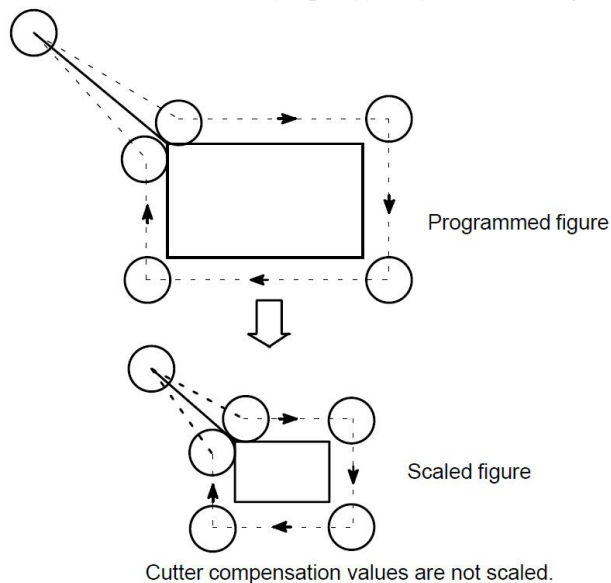 Programmed figure
Scaled figure
Cutter compensation values are not scaled.